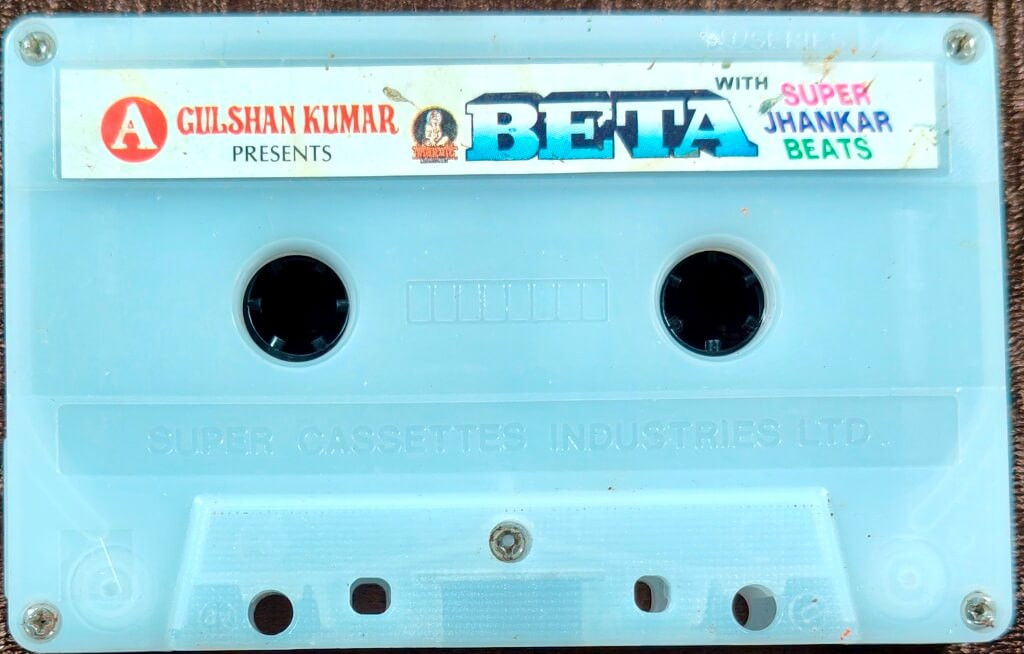 A
GULSHAN KUMAR
PRESENTS
BETA
WITH
SUPER
JHANKAR
BEATS
SUPER CASSETTES INDUSTRIES LTD.